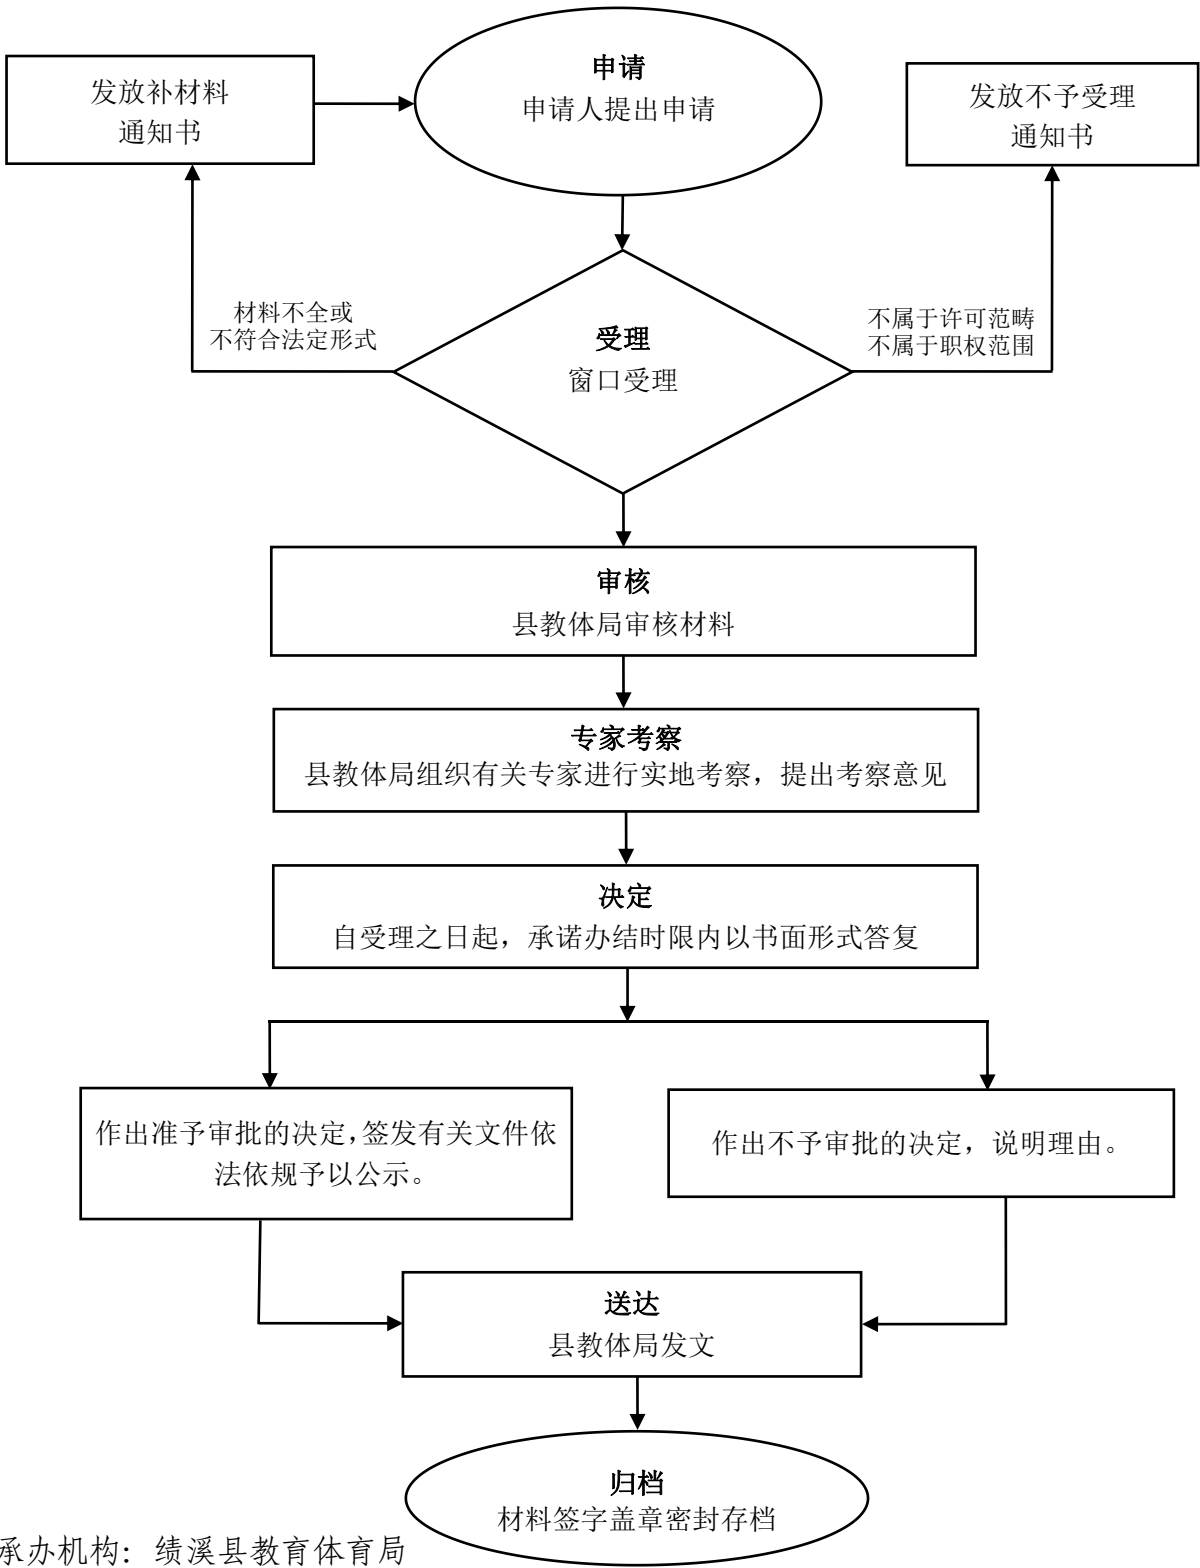 申请
申请人提出申请
发放补材料
通知书
发放不予受理
通知书
材料不全或
不符合法定形式
受理
窗口受理
不属于许可范畴
不属于职权范围
审核
县教体局审核材料
专家考察
县教体局组织有关专家进行实地考察，提出考察意见
决定
自受理之日起，承诺办结时限内以书面形式答复
作出准予审批的决定，签发有关文件依
法依规予以公示。
作出不予审批的决定，说明理由。
送达
县教体局发文
归档
材料签字盖章密封存档
承办机构：绩溪县教育体育局